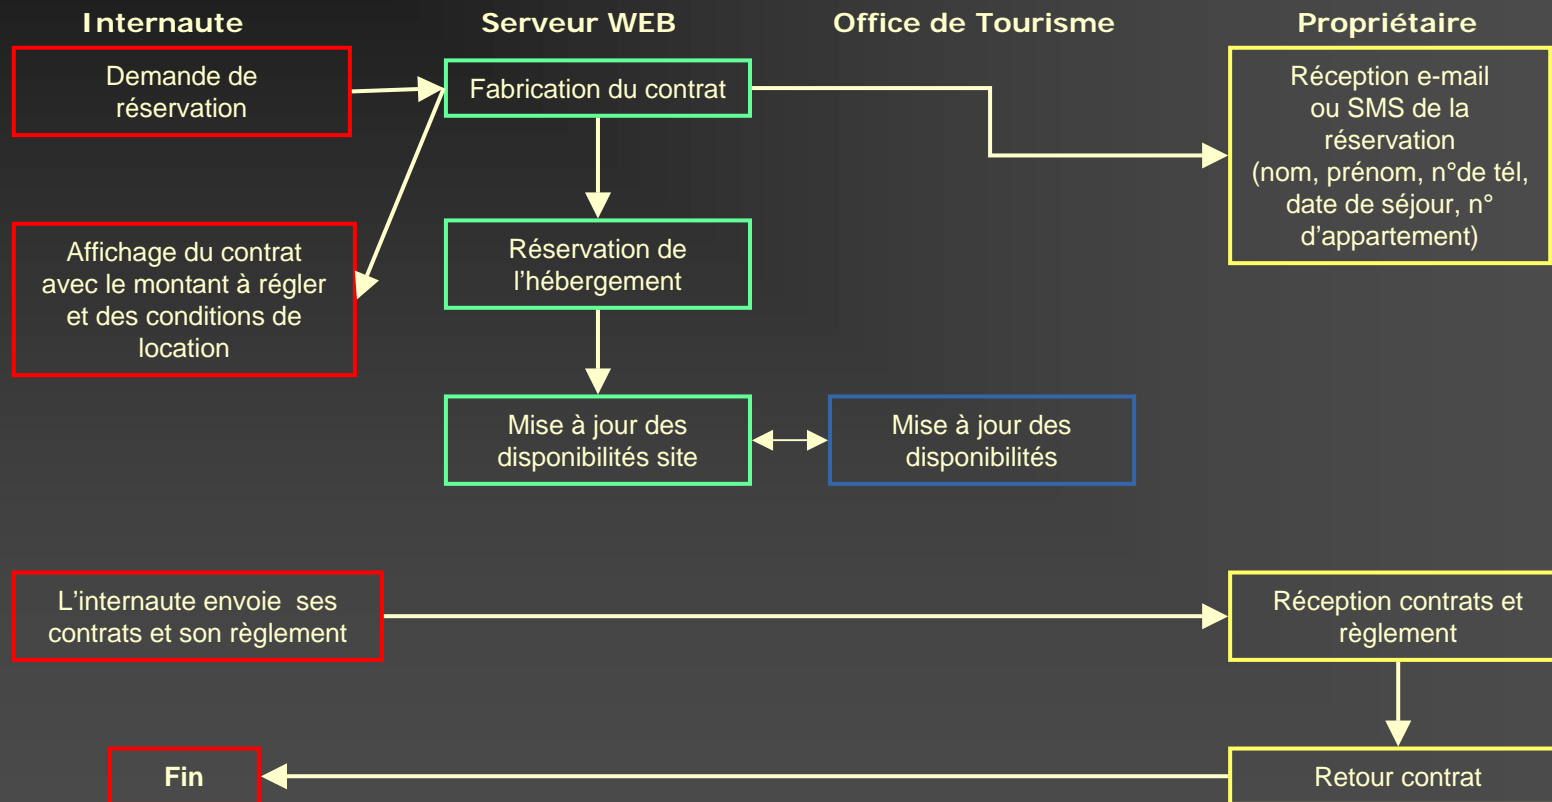 Internaute
Serveur WEB
Office de Tourisme
Propriétaire
Demande de
réservation
Fabrication du contrat
Réception e-mail
ou SMS de la
réservation
(nom, prénom, n°de tél,
date de séjour, n°
d'appartement)
Affichage du contrat
avec le montant à régler
et des conditions de
location
Réservation de
l’hébergement
Mise à jour des
disponibilités site
Mise à jour des
disponibilités
L’internaute envoie  ses
contrats et son règlement
Réception contrats et
règlement
Fin
Retour contrat